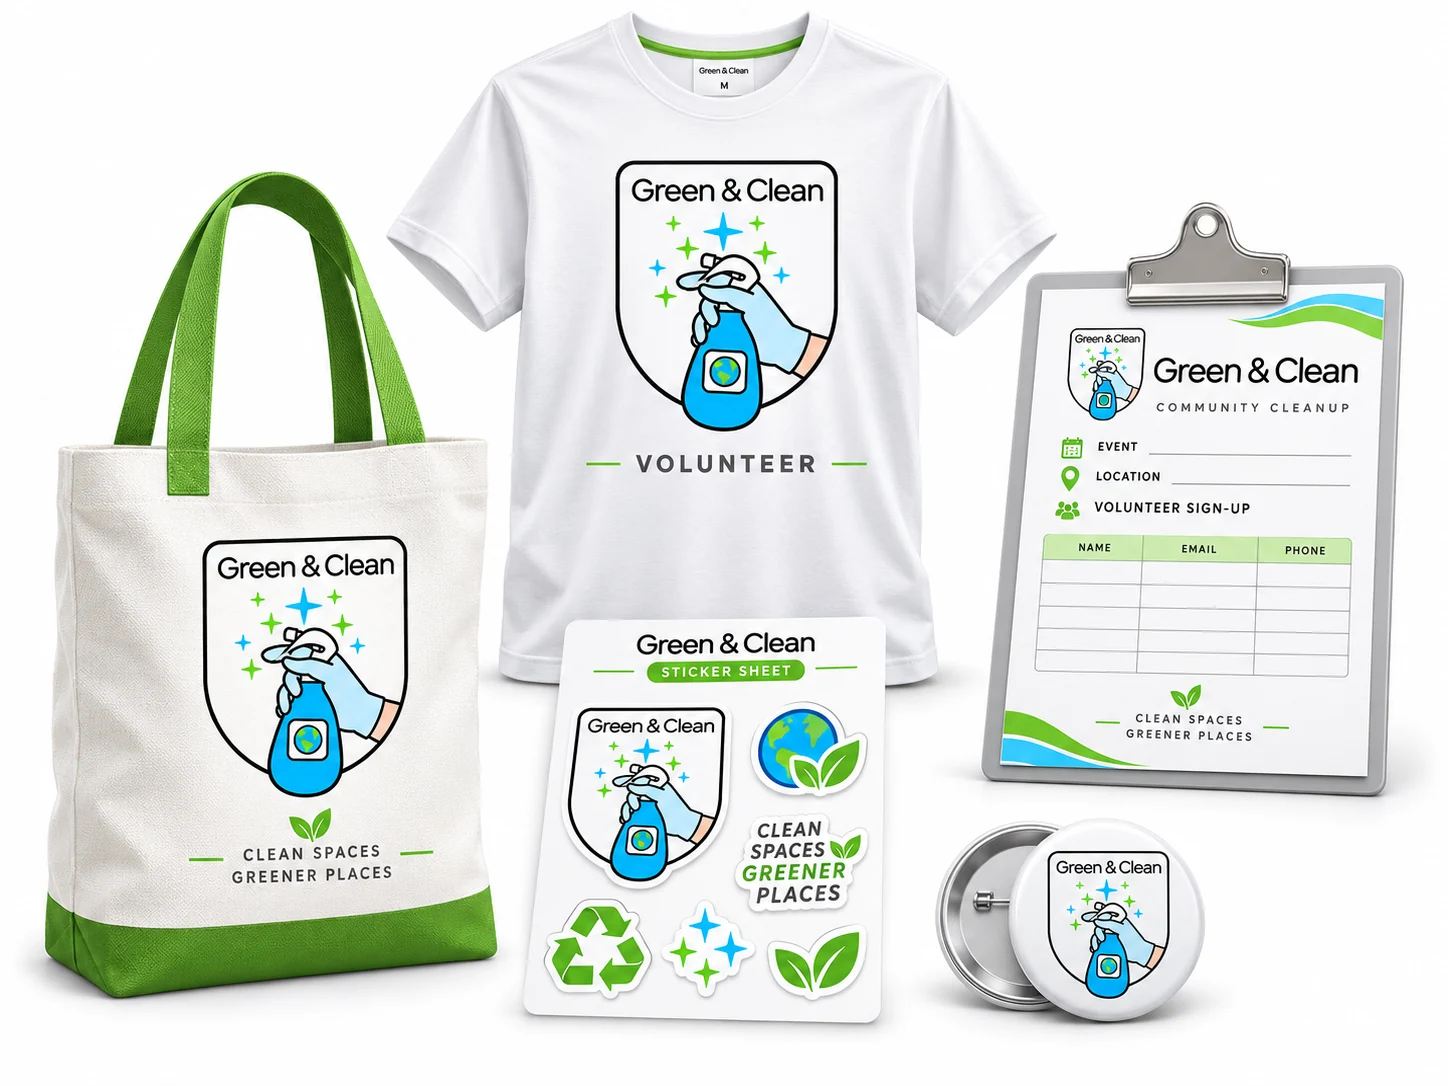 Green & Clean
M
Green & Clean
VOLUNTEER
Green & Clean
CLEAN SPACES
GREENER PLACES
Green & Clean
STICKER SHEET
Green & Clean
CLEAN
SPACES
GREENER
PLACES
Green & Clean
Green & Clean
COMMUNITY CLEANUP
EVENT
LOCATION
VOLUNTEER SIGN-UP
NAME EMAIL PHONE
CLEAN SPACES
GREENER PLACES
Green & Clean